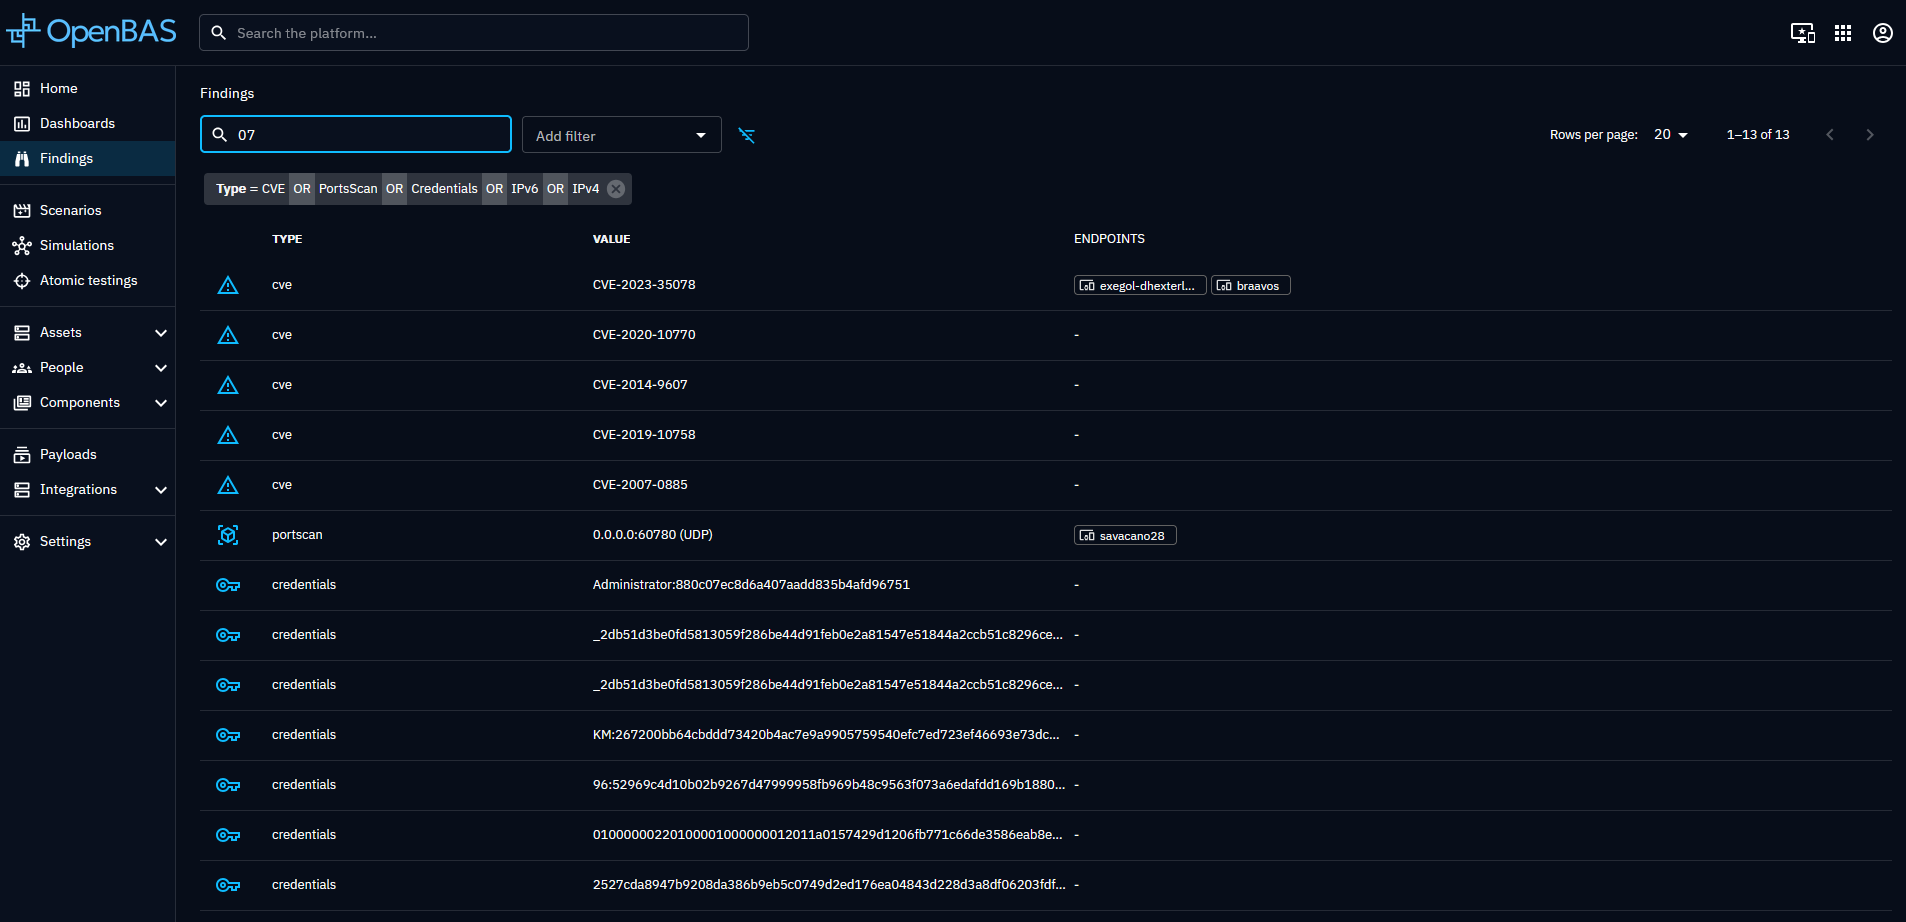 OpenBAS
Search the platform...
Home
Dashboards
Findings
Scenarios
Simulations
Atomic testings
Assets
People
Components
Payloads
Integrations
Settings
Findings
07
Add filter
Rows per page: 20
1–13 of 13
Type = CVE OR PortsScan OR Credentials OR IPv6 OR IPv4
TYPE VALUE ENDPOINTS
cve CVE-2023-35078 exegol-dhexterl... braavos
cve CVE-2020-10770 -
cve CVE-2014-9607 -
cve CVE-2019-10758 -
cve CVE-2007-0885 -
portscan 0.0.0.0:60780 (UDP) savacano28
credentials Administrator:880c07ec8d6a407aadd835b4afd96751 -
credentials _2db51d3be0fd5813059f286be44d91feb0e2a81547e51844a2ccb51c8296ce... -
credentials _2db51d3be0fd5813059f286be44d91feb0e2a81547e51844a2ccb51c8296ce... -
credentials KM:267200bb64cbddd73420b4ac7e9a9905759540efc7ed723ef46693e73dc... -
credentials 96:52969c4d10b02b9267d47999958fb969b48c9563f073a6edafdd169b1880... -
credentials 01000000220100001000000012011a0157429d1206fb771c66de3586eab8e... -
credentials 2527cda8947b9208da386b9eb5c0749d2ed176ea04843d228d3a8df06203fdf... -